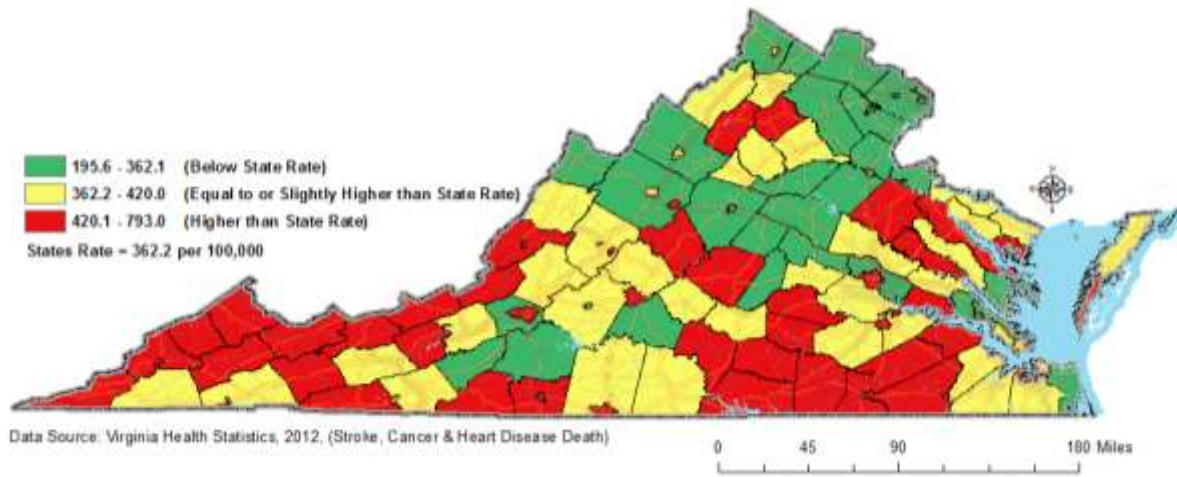 195.6 - 362.1 (Below State Rate)
362.2 - 420.0 (Equal to or Slightly Higher than State Rate)
420.1 - 793.0 (Higher than State Rate)
States Rate = 362.2 per 100,000
Data Source: Virginia Health Statistics, 2012, (Stroke, Cancer & Heart Disease Death)
0 45 90 180 Miles